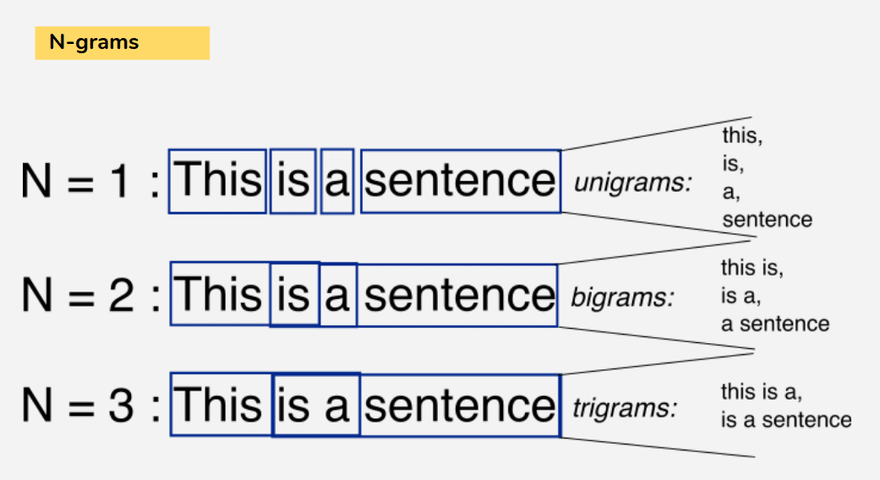 N-grams
N = 1 : This is a sentence unigrams:
this,
is,
a,
sentence
N = 2 : This is a sentence bigrams:
this is,
is a,
a sentence
N = 3 : This is a sentence trigrams:
this is a,
is a sentence